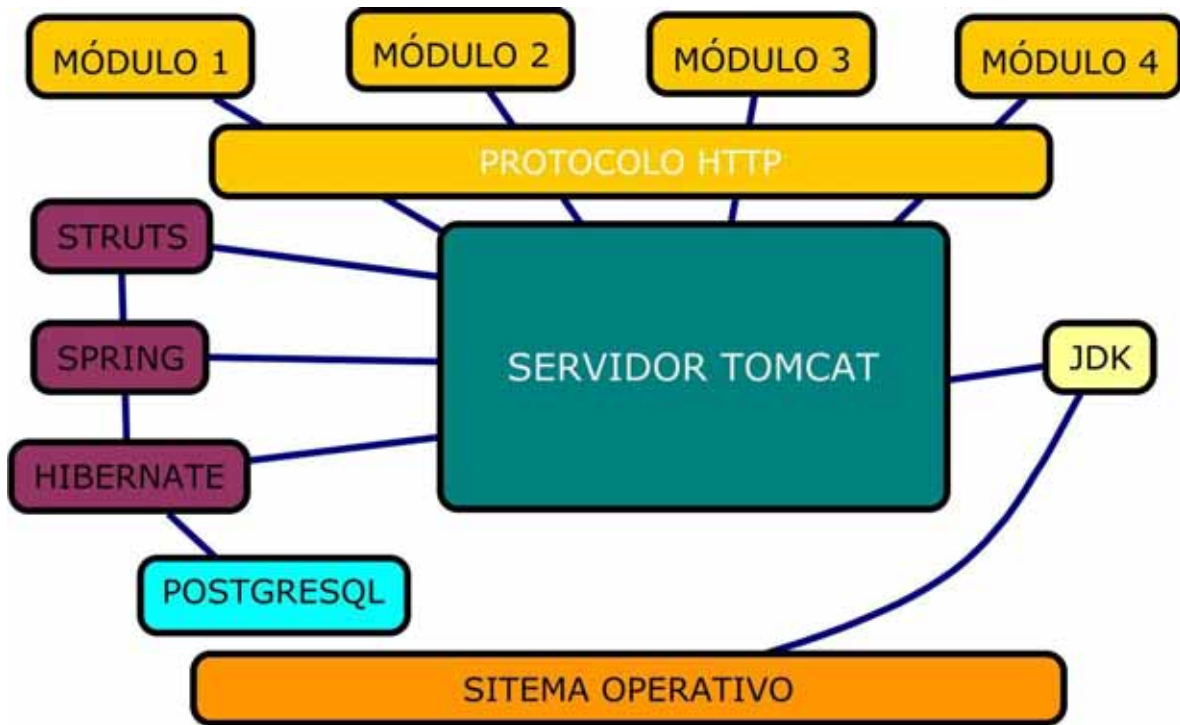 MÓDULO 1
MÓDULO 2
MÓDULO 3
MÓDULO 4
PROTOCOLO HTTP
STRUTS
SPRING
SERVIDOR TOMCAT
JDK
HIBERNATE
POSTGRESQL
SITEMA OPERATIVO